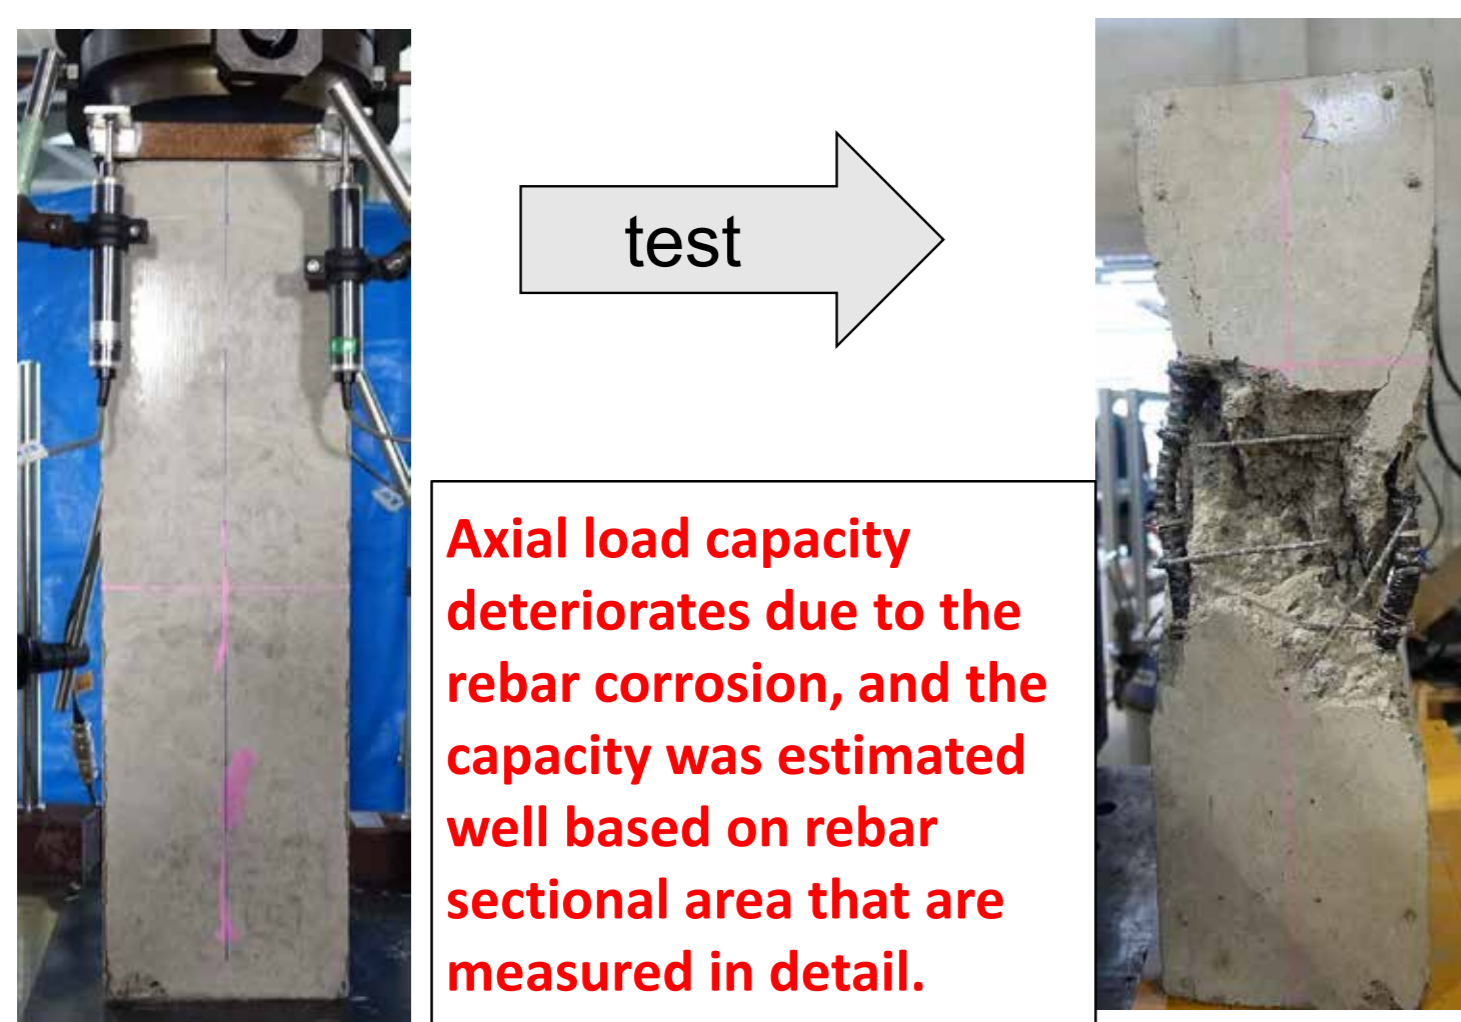 test
Axial load capacity
deteriorates due to the
rebar corrosion, and the
capacity was estimated
well based on rebar
sectional area that are
measured in detail.